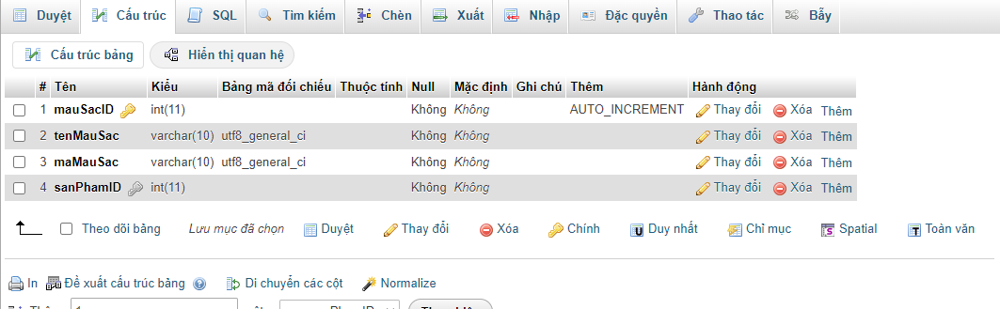 Duyệt Cấu trúc SQL Tìm kiếm Chèn Xuất Nhập Đặc quyền Thao tác Bẫy
Cấu trúc bảng Hiển thị quan hệ
# Tên Kiểu Bảng mã đối chiếu Thuộc tính Null Mặc định Ghi chú Thêm Hành động
1 mauSacID int(11) Không Không AUTO_INCREMENT Thay đổi Xóa Thêm
2 tenMauSac varchar(10) utf8_general_ci Không Không Thay đổi Xóa Thêm
3 maMauSac varchar(10) utf8_general_ci Không Không Thay đổi Xóa Thêm
4 sanPhamID int(11) Không Không Thay đổi Xóa Thêm
Theo dõi bảng Lưu mục đã chọn Duyệt Thay đổi Xóa Chính Duy nhất Chỉ mục Spatial Toàn văn
In Đề xuất cấu trúc bảng Di chuyển các cột Normalize